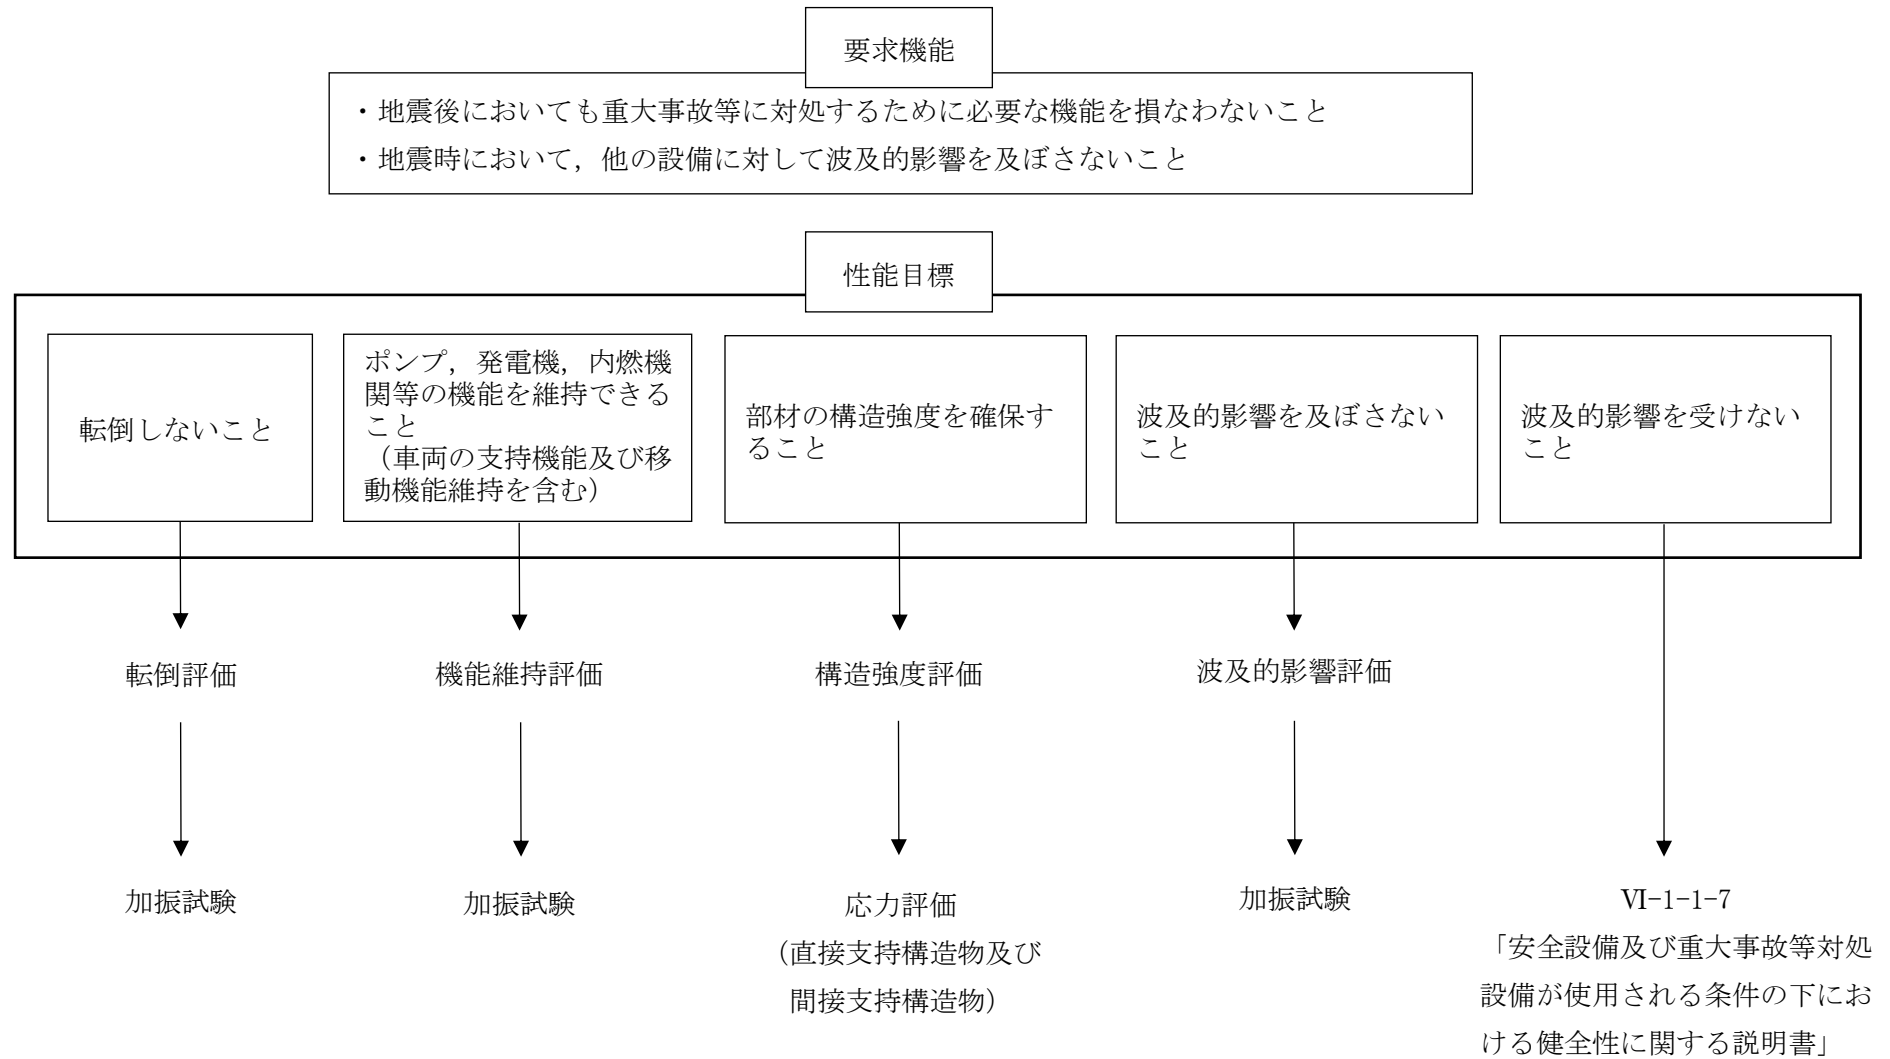 要求機能
・地震後においても重大事故等に対処するために必要な機能を損なわないこと
・地震時において，他の設備に対して波及的影響を及ぼさないこと
性能目標
転倒しないこと
ポンプ，発電機，内燃機
関等の機能を維持できる
こと
（車両の支持機能及び移
動機能維持を含む）
部材の構造強度を確保す
ること
波及的影響を及ぼさない
こと
波及的影響を受けない
こと
転倒評価
機能維持評価
構造強度評価
波及的影響評価
加振試験
加振試験
応力評価
（直接支持構造物及び
間接支持構造物）
加振試験
Ⅵ-1-1-7
「安全設備及び重大事故等対処
設備が使用される条件の下にお
ける健全性に関する説明書」